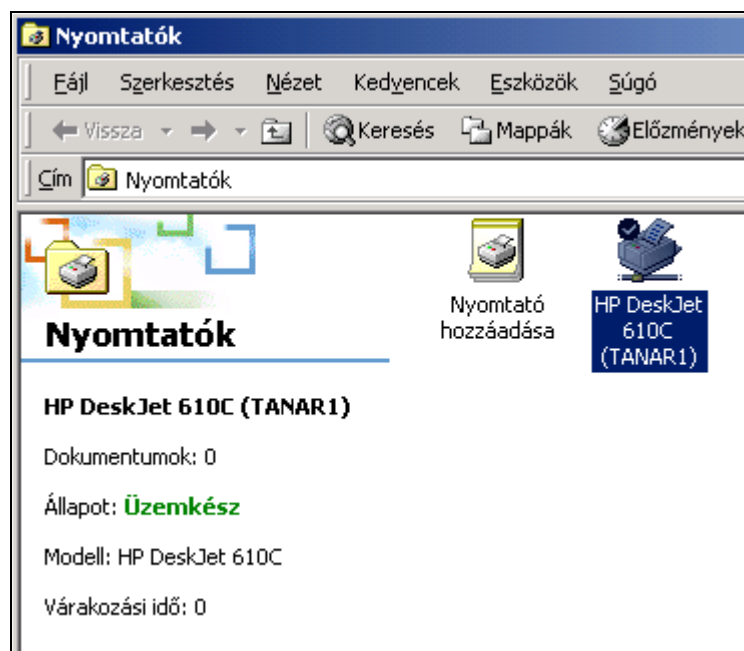 Nyomtatók
Fájl Szerkesztés Nézet Kedvencek Eszközök Súgó
Vissza Keresés Mappák Előzmények
Cím Nyomtatók
Nyomtató
hozzáadása
HP DeskJet
610C
(TANAR1)
Nyomtatók
HP DeskJet 610C (TANAR1)
Dokumentumok: 0
Állapot: Üzemkész
Modell: HP DeskJet 610C
Várakozási idő: 0